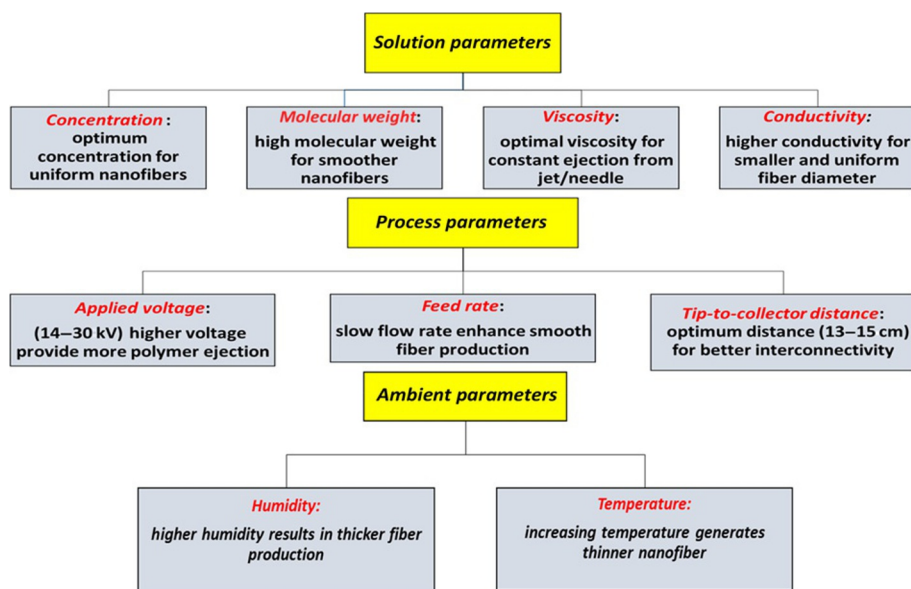 Solution parameters
Concentration :
optimum
concentration for
uniform nanofibers
Molecular weight:
high molecular weight
for smoother
nanofibers
Viscosity:
optimal viscosity for
constant ejection from
jet/needle
Conductivity:
higher conductivity for
smaller and uniform
fiber diameter
Process parameters
Applied voltage:
(14–30 kV) higher voltage
provide more polymer ejection
Feed rate:
slow flow rate enhance smooth
fiber production
Tip-to-collector distance:
optimum distance (13–15 cm)
for better interconnectivity
Ambient parameters
Humidity:
higher humidity results in thicker fiber
production
Temperature:
increasing temperature generates
thinner nanofiber